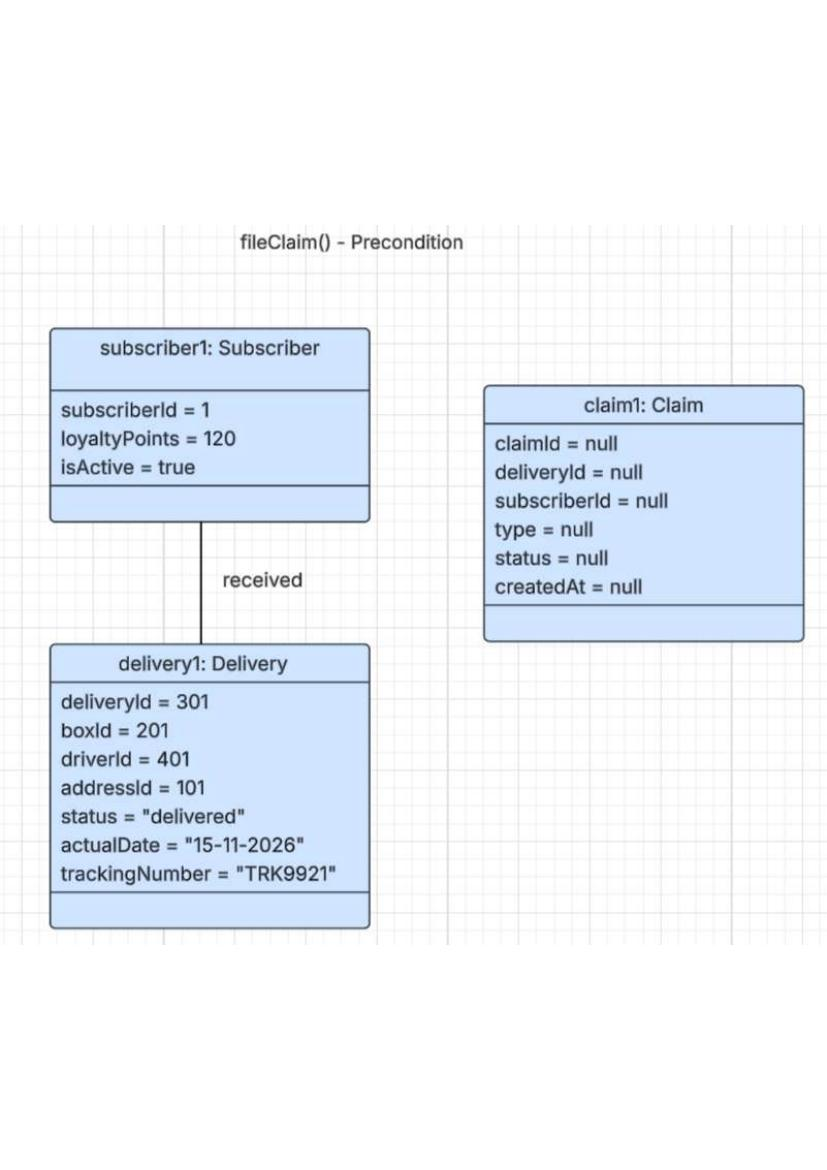 fileClaim() - Precondition
subscriber1: Subscriber
subscriberId = 1
loyaltyPoints = 120
isActive = true
received
delivery1: Delivery
deliveryId = 301
boxId = 201
driverId = 401
addressId = 101
status = "delivered"
actualDate = "15-11-2026"
trackingNumber = "TRK9921"
claim1: Claim
claimId = null
deliveryId = null
subscriberId = null
type = null
status = null
createdAt = null